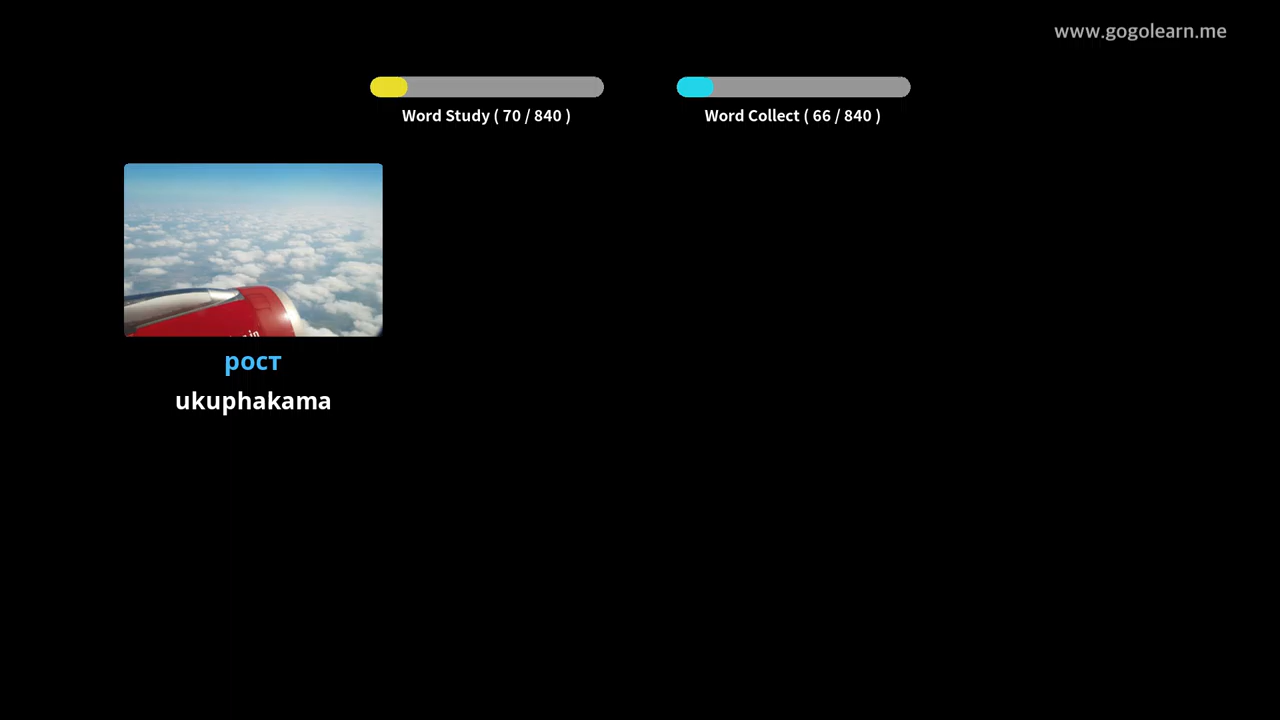 www.gogolearn.me
Word Study ( 70 / 840 )
Word Collect ( 66 / 840 )
рост
ukuphakama